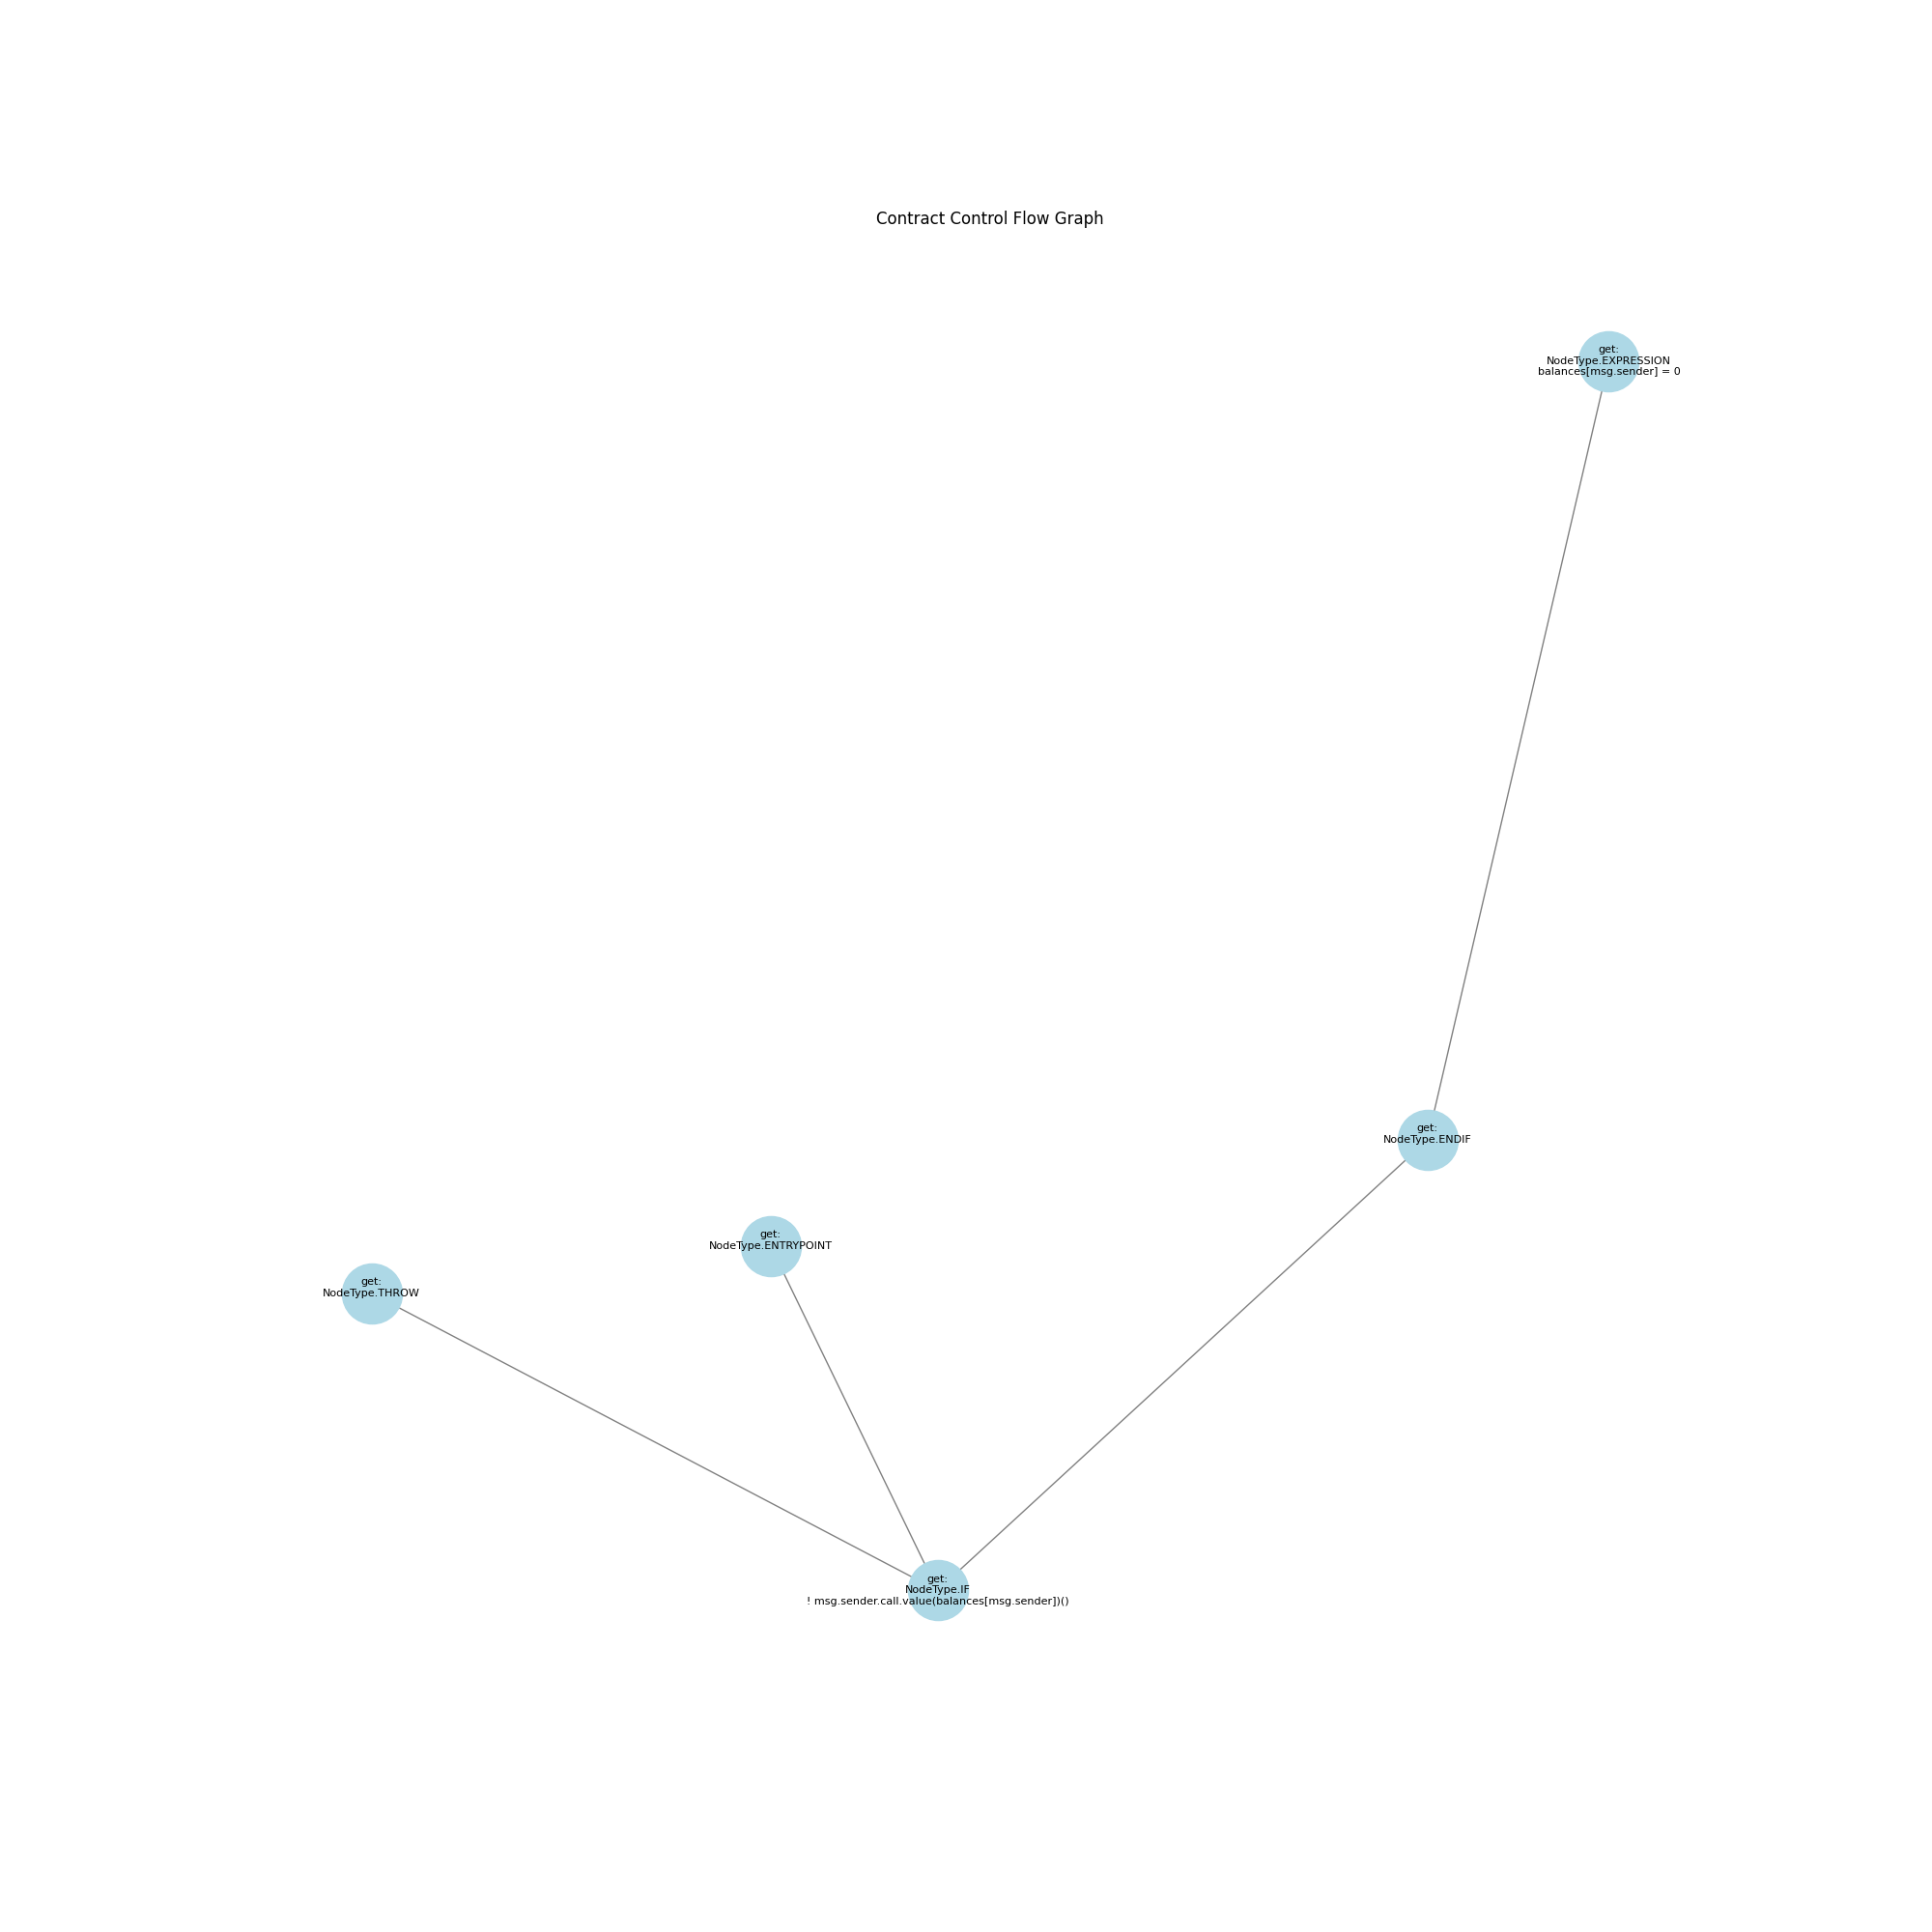 Contract Control Flow Graph
get:
NodeType.EXPRESSION
balances[msg.sender] = 0
get:
NodeType.ENDIF
get:
NodeType.ENTRYPOINT
get:
NodeType.THROW
get:
NodeType.IF
! msg.sender.call.value(balances[msg.sender])()